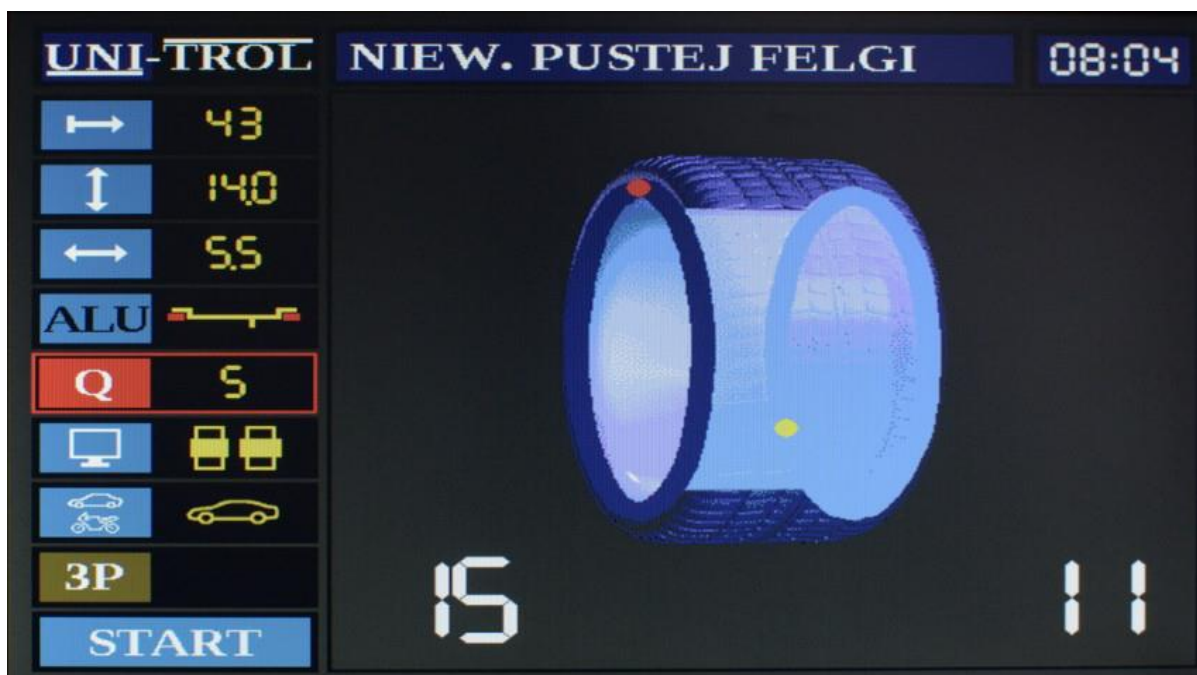 UNI-TROL NIEW. PUSTEJ FELGI 08:04
43
14.0
5.5
ALU
Q 5
3P
START
15 11